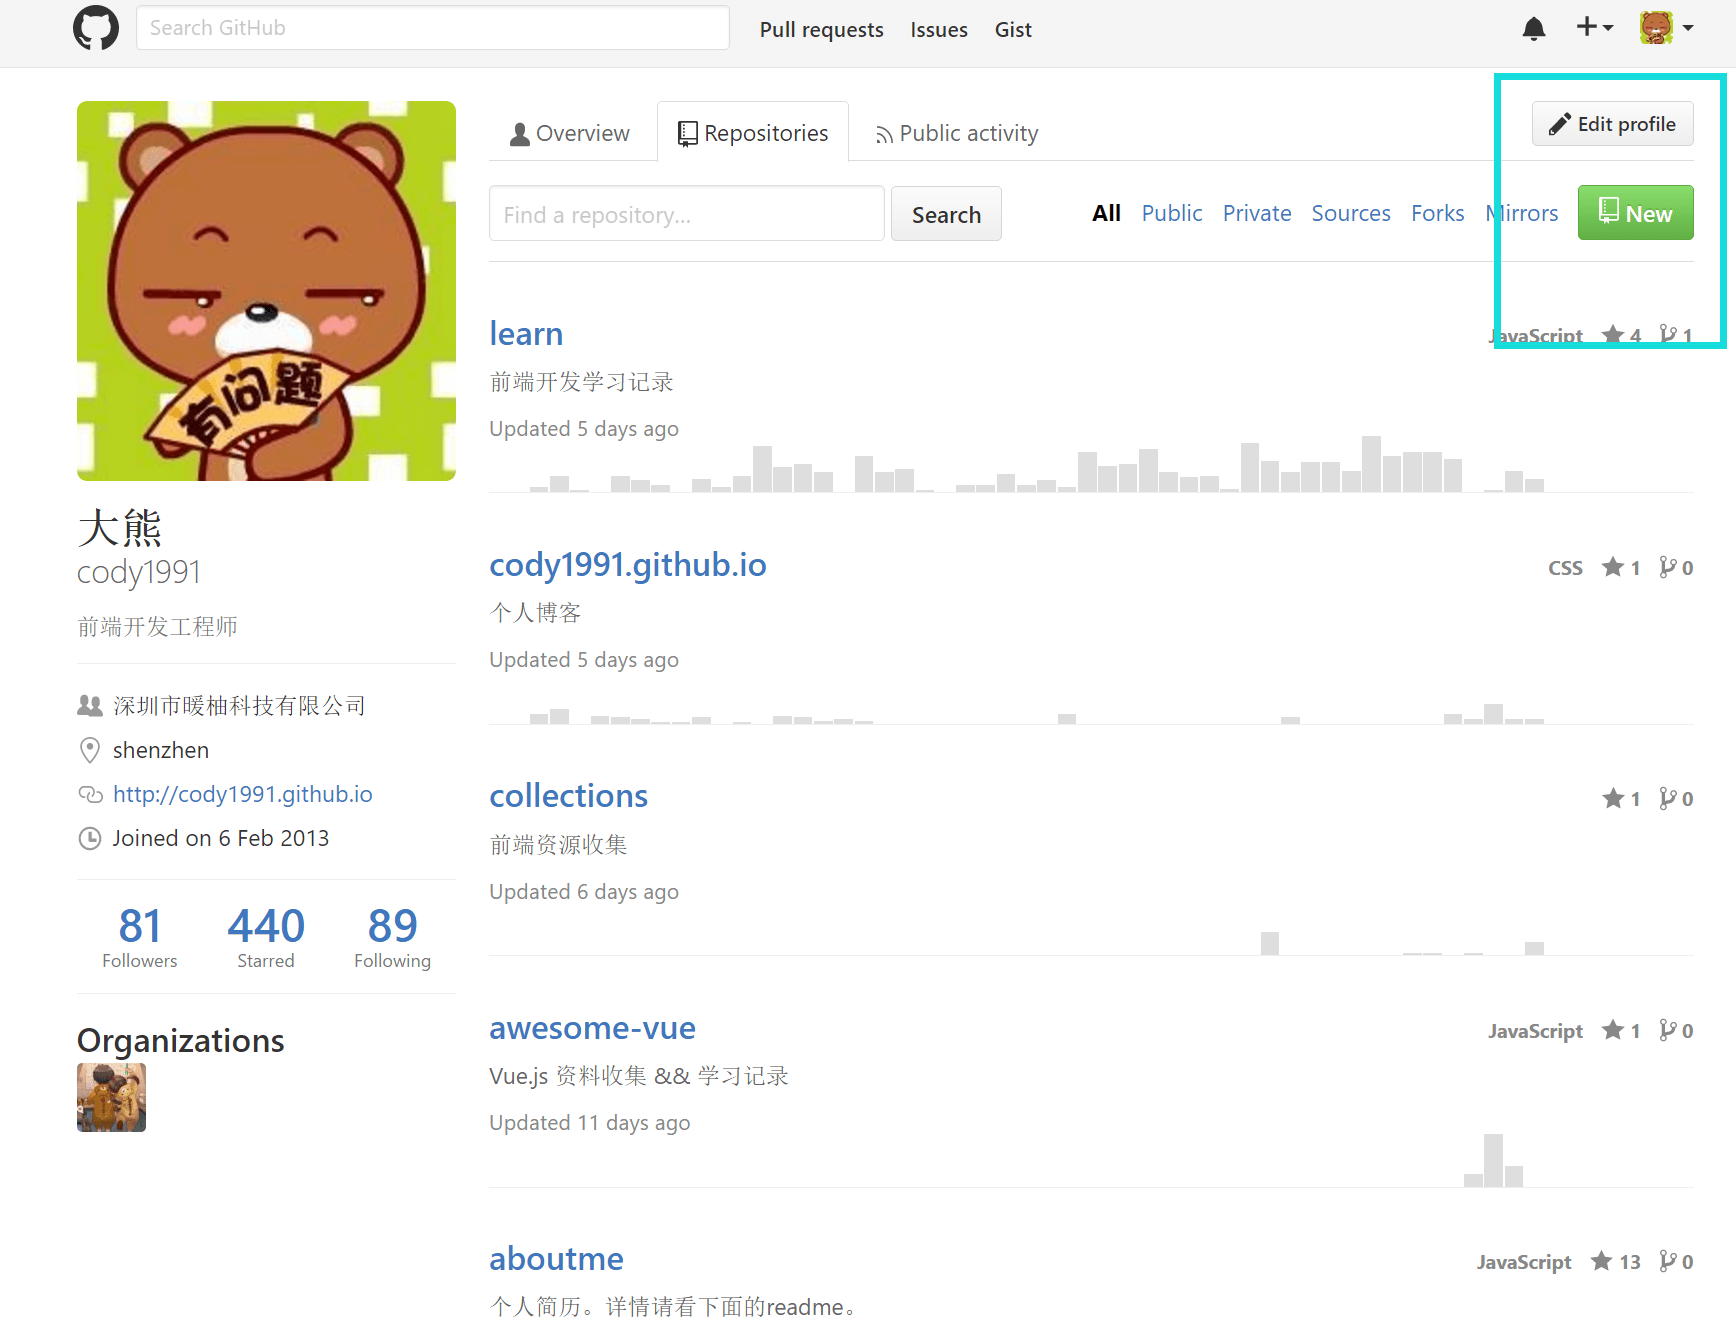 Search GitHub
Pull requests Issues Gist
Overview Repositories Public activity
Edit profile
Find a repository...
Search
All Public Private Sources Forks Mirrors
New
有问题
大熊
cody1991
前端开发工程师
深圳市暖柚科技有限公司
shenzhen
http://cody1991.github.io
Joined on 6 Feb 2013
81 440 89
Followers Starred Following
Organizations
learn
JavaScript 4 1
前端开发学习记录
Updated 5 days ago
cody1991.github.io
CSS 1 0
个人博客
Updated 5 days ago
collections
1 0
前端资源收集
Updated 6 days ago
awesome-vue
JavaScript 1 0
Vue.js 资料收集 && 学习记录
Updated 11 days ago
aboutme
JavaScript 13 0
个人简历。详情请看下面的readme。